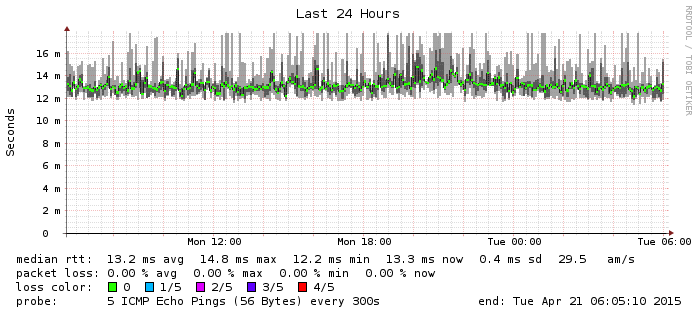 Last 24 Hours
RRDTOOL / TOBI OETIKER
Seconds
16 m
14 m
12 m
10 m
8 m
6 m
4 m
2 m
0
Mon 12:00 Mon 18:00 Tue 00:00 Tue 06:00
median rtt: 13.2 ms avg 14.8 ms max 12.2 ms min 13.3 ms now 0.4 ms sd 29.5 am/s
packet loss: 0.00 % avg 0.00 % max 0.00 % min 0.00 % now
loss color: 0 1/5 2/5 3/5 4/5
probe: 5 ICMP Echo Pings (56 Bytes) every 300s end: Tue Apr 21 06:05:10 2015